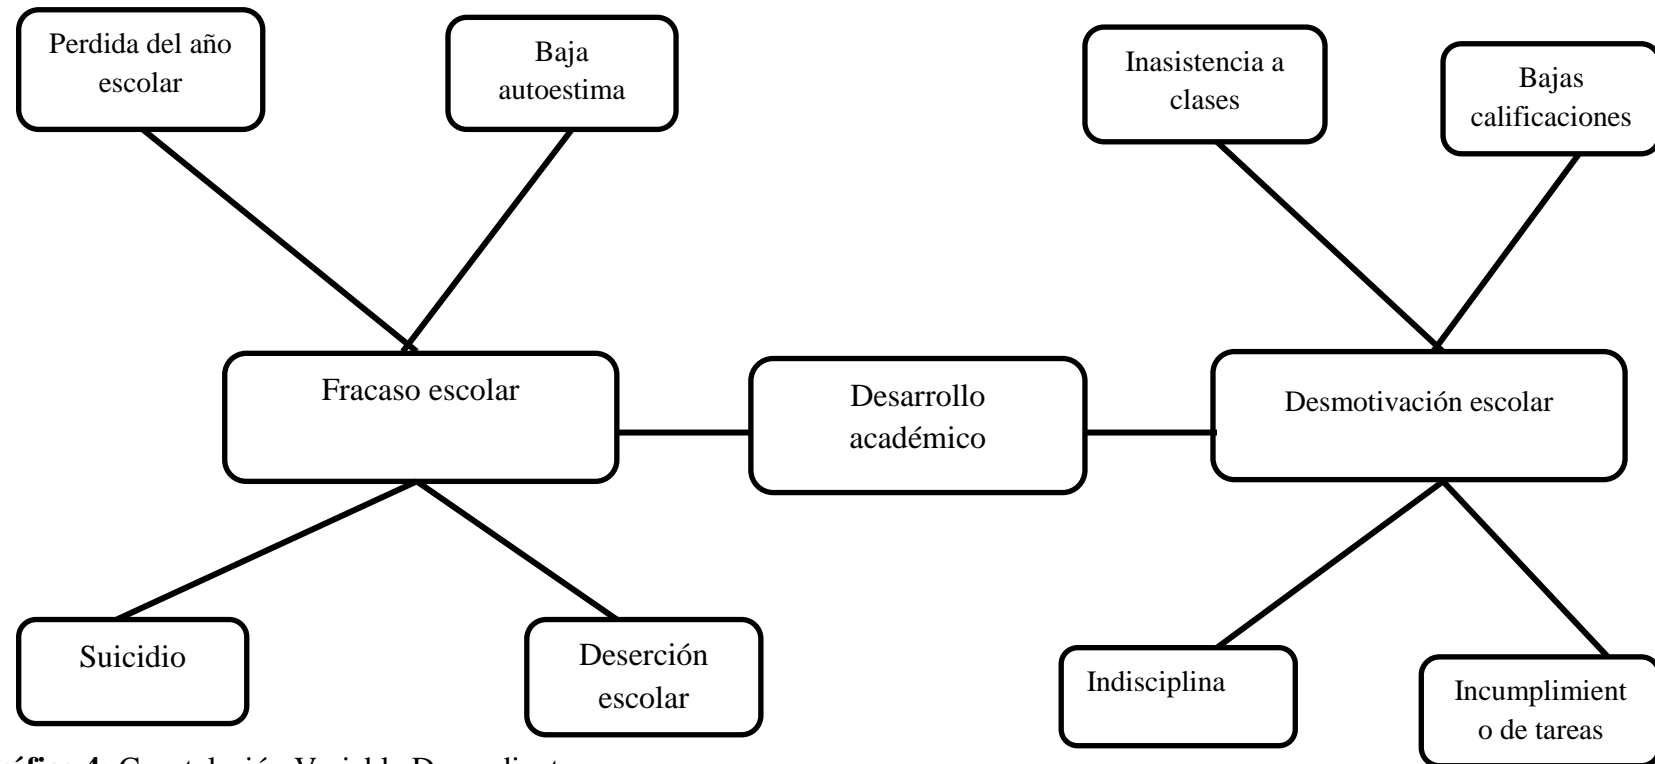 Perdida del año
escolar
Baja
autoestima
Inasistencia a
clases
Bajas
calificaciones
Fracaso escolar
Desarrollo
académico
Desmotivación escolar
Suicidio
Deserción
escolar
Indisciplina
Incumplimient
o de tareas